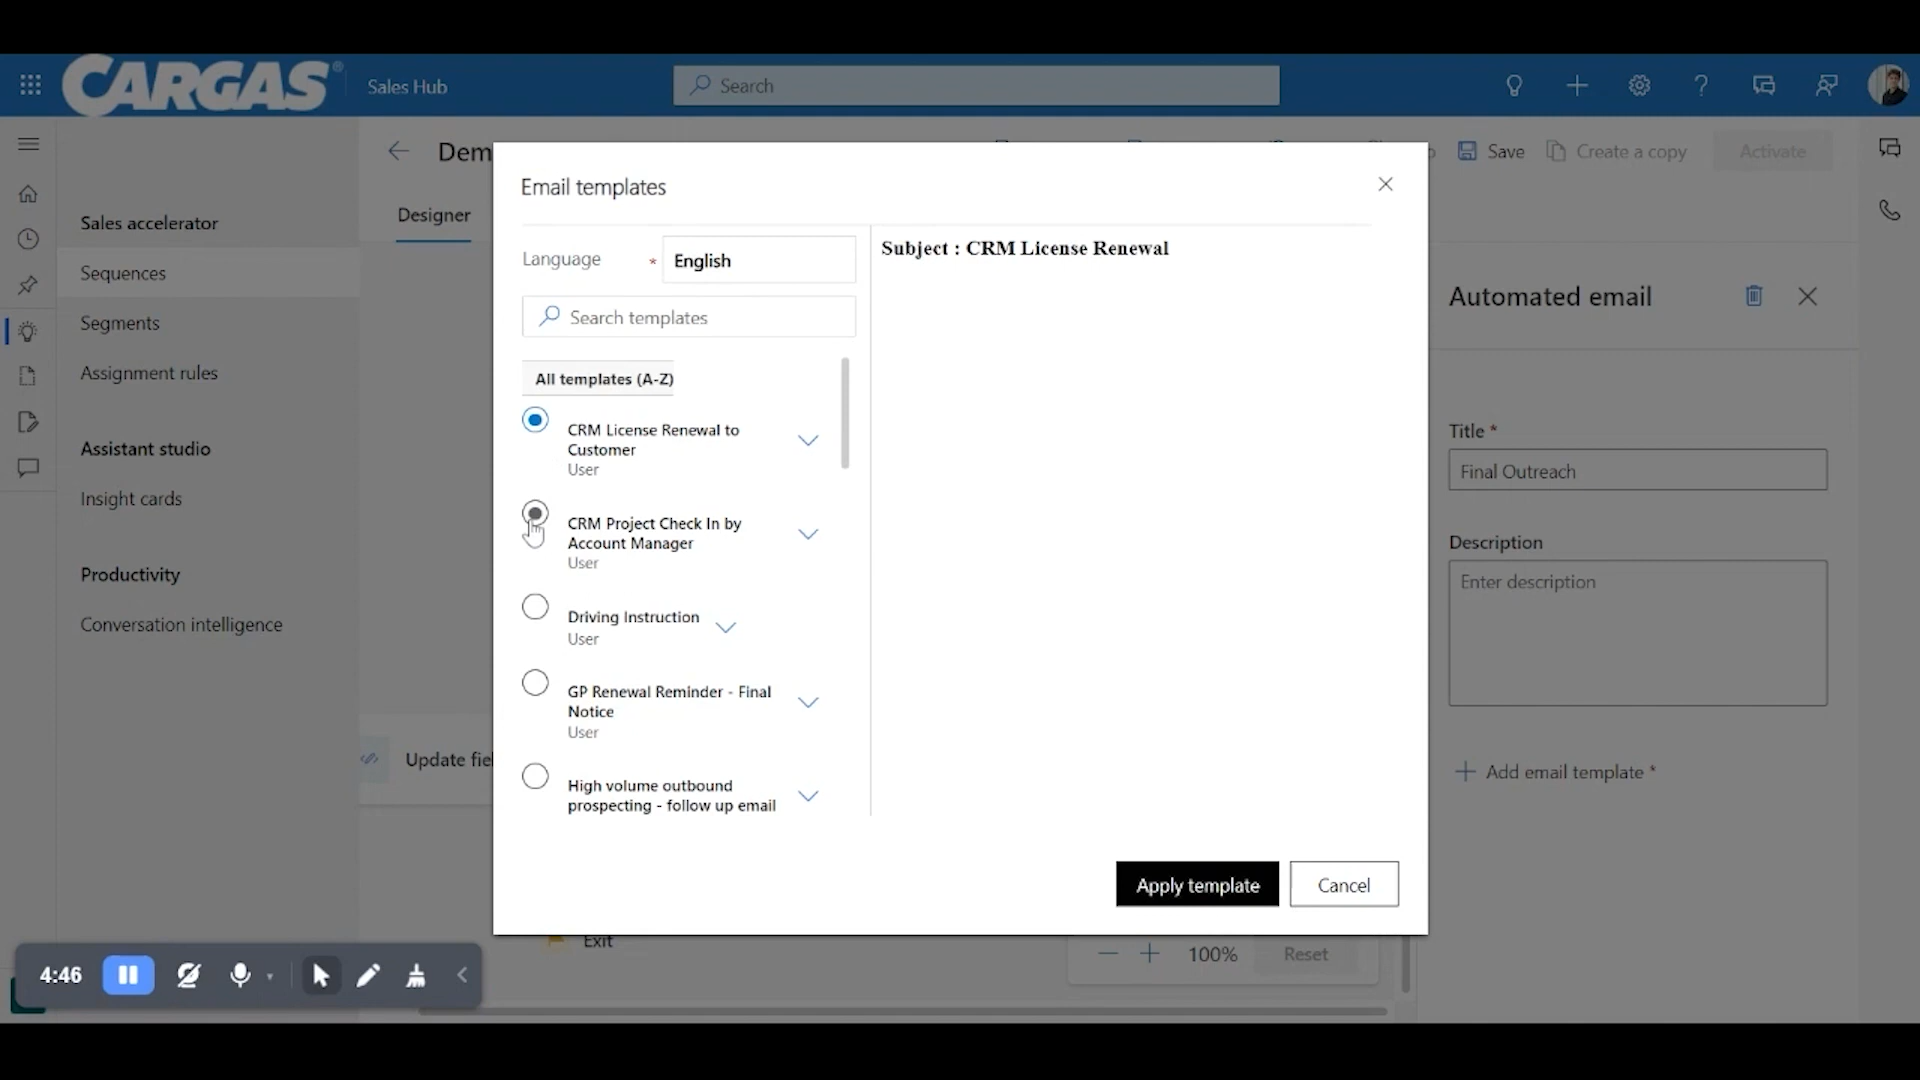 CARGAS®
Sales Hub
Search
Dem
Save
Create a copy
Activate
Designer
Sales accelerator
Sequences
Segments
Assignment rules
Assistant studio
Insight cards
Productivity
Conversation intelligence
Update fie
Exit
Email templates
Language * English
Search templates
All templates (A-Z)
CRM License Renewal to
Customer
User
CRM Project Check In by
Account Manager
User
Driving Instruction
User
GP Renewal Reminder - Final
Notice
User
High volume outbound
prospecting - follow up email
Subject : CRM License Renewal
Apply template
Cancel
Automated email
Title *
Final Outreach
Description
Enter description
Add email template *
100%
Reset
4:46